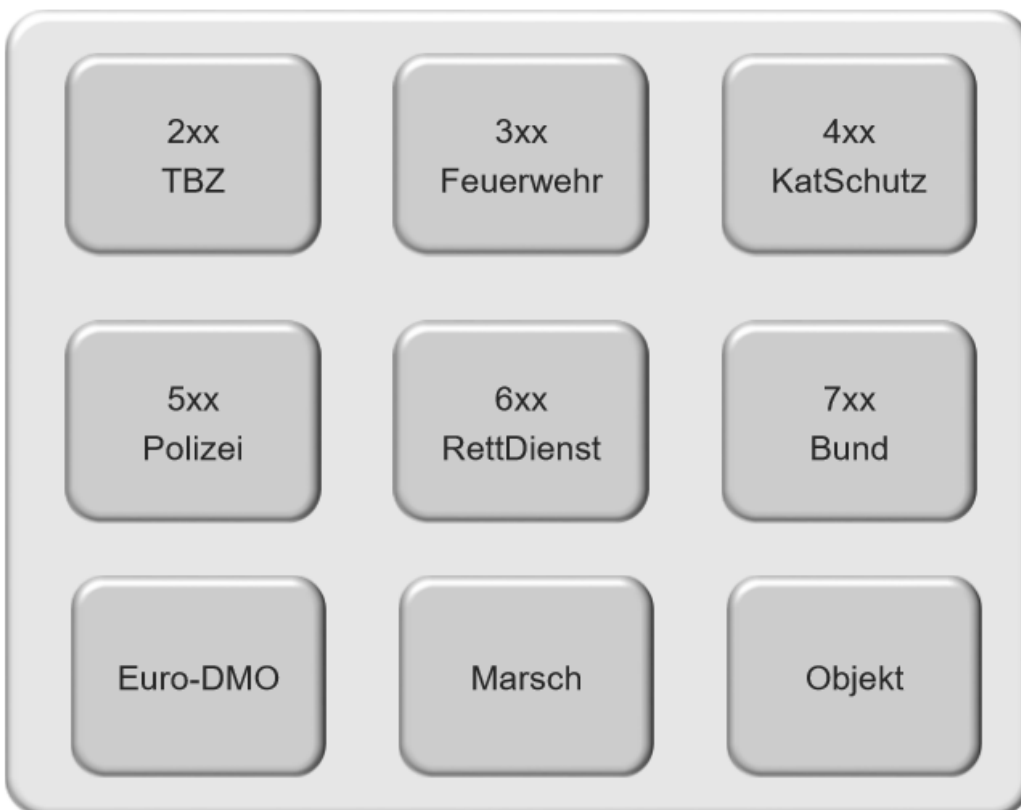 2xx
TBZ
3xx
Feuerwehr
4xx
KatSchutz
5xx
Polizei
6xx
RettDienst
7xx
Bund
Euro-DMO
Marsch
Objekt